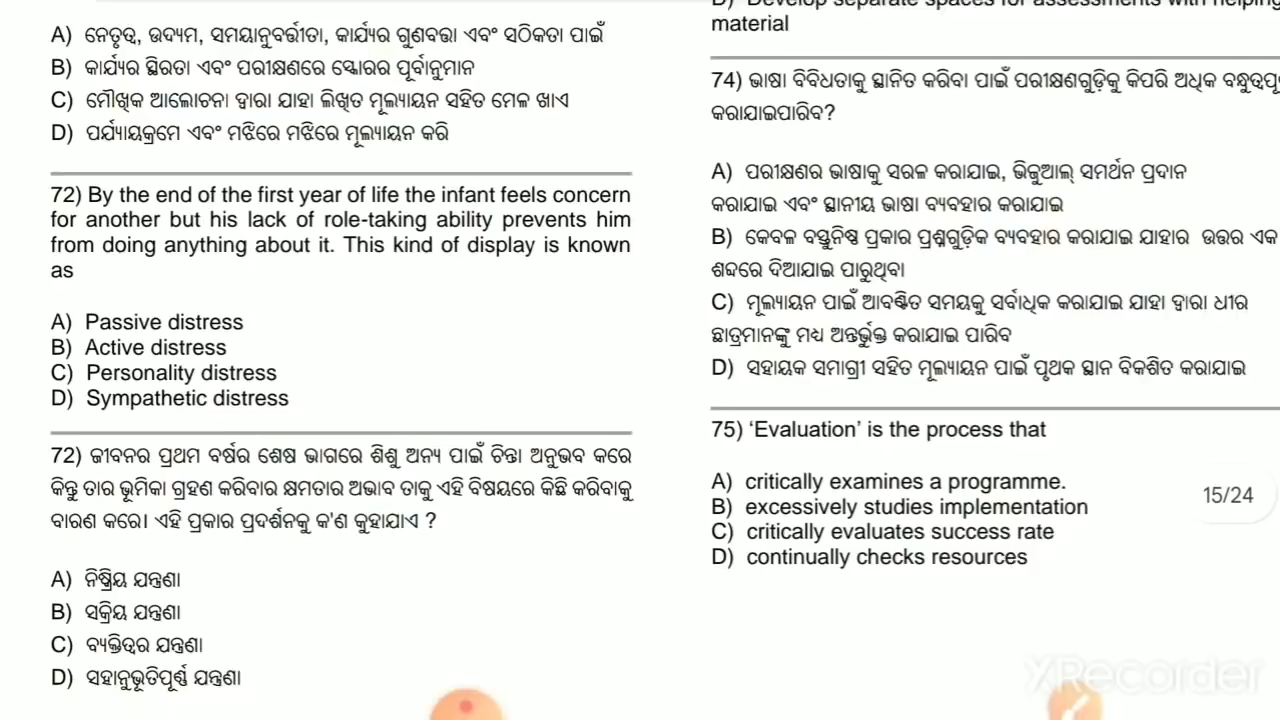 A) ନେତୃତ୍ୱ, ଉଦ୍ୟମ, ସମୟାନୁବର୍ତ୍ତୀତା, କାର୍ଯ୍ୟର ଗୁଣବତ୍ତା ଏବଂ ସଠିକତା ପାଇଁ
B) କାର୍ଯ୍ୟର ସ୍ଥିରତା ଏବଂ ପରୀକ୍ଷଣରେ ସ୍କୋରର ପୂର୍ବାନୁମାନ
C) ମୌଖିକ ଆଲୋଚନା ଦ୍ୱାରା ଯାହା ଲିଖିତ ମୂଲ୍ୟାୟନ ସହିତ ମେଳ ଖାଏ
D) ପର୍ଯ୍ୟାୟକ୍ରମେ ଏବଂ ମଝିରେ ମଝିରେ ମୂଲ୍ୟାୟନ କରି
72) By the end of the first year of life the infant feels concern
for another but his lack of role-taking ability prevents him
from doing anything about it. This kind of display is known
as
A) Passive distress
B) Active distress
C) Personality distress
D) Sympathetic distress
72) ଜୀବନର ପ୍ରଥମ ବର୍ଷର ଶେଷ ଭାଗରେ ଶିଶୁ ଅନ୍ୟ ପାଇଁ ଚିନ୍ତା ଅନୁଭବ କରେ
କିନ୍ତୁ ତାର ଭୂମିକା ଗ୍ରହଣ କରିବାର କ୍ଷମତାର ଅଭାବ ତାକୁ ଏହି ବିଷୟରେ କିଛି କରିବାକୁ
ବାରଣ କରେ। ଏହି ପ୍ରକାର ପ୍ରଦର୍ଶନକୁ କ'ଣ କୁହାଯାଏ ?
A) ନିଷ୍କ୍ରିୟ ଯନ୍ତ୍ରଣା
B) ସକ୍ରିୟ ଯନ୍ତ୍ରଣା
C) ବ୍ୟକ୍ତିତ୍ୱର ଯନ୍ତ୍ରଣା
D) ସହାନୁଭୂତିପୂର୍ଣ୍ଣ ଯନ୍ତ୍ରଣା
D) Develop separate spaces for assessments with helping
material
74) ଭାଷା ବିବିଧତାକୁ ସ୍ଥାନିତ କରିବା ପାଇଁ ପରୀକ୍ଷଣଗୁଡ଼ିକୁ କିପରି ଅଧିକ
କରାଯାଇପାରିବ?
A) ପରୀକ୍ଷଣର ଭାଷାକୁ ସରଳ କରାଯାଇ, ଭିଜୁଆଲ୍ ସମର୍ଥନ ପ୍ରଦାନ
କରାଯାଇ ଏବଂ ସ୍ଥାନୀୟ ଭାଷା ବ୍ୟବହାର କରାଯାଇ
B) କେବଳ ବସ୍ତୁନିଷ୍ଠ ପ୍ରକାର ପ୍ରଶ୍ନଗୁଡ଼ିକ ବ୍ୟବହାର କରାଯାଇ ଯାହାର ଉତ୍ତର ଏକ
ଶବ୍ଦରେ ଦିଆଯାଇ ପାରୁଥିବା
C) ମୂଲ୍ୟାୟନ ପାଇଁ ଆବଣ୍ଟିତ ସମୟକୁ ସର୍ବାଧିକ କରାଯାଇ ଯାହା ଦ୍ୱାରା ଧୀର
ଛାତ୍ରମାନଙ୍କୁ ମଧ୍ୟ ଅନ୍ତର୍ଭୁକ୍ତ କରାଯାଇ ପାରିବ
D) ସହାୟକ ସମାଗ୍ରୀ ସହିତ ମୂଲ୍ୟାୟନ ପାଇଁ ପୃଥକ ସ୍ଥାନ ବିକଶିତ କରାଯାଇ
75) ‘Evaluation’ is the process that
A) critically examines a programme.
B) excessively studies implementation
C) critically evaluates success rate
D) continually checks resources
15/24
XRecorder